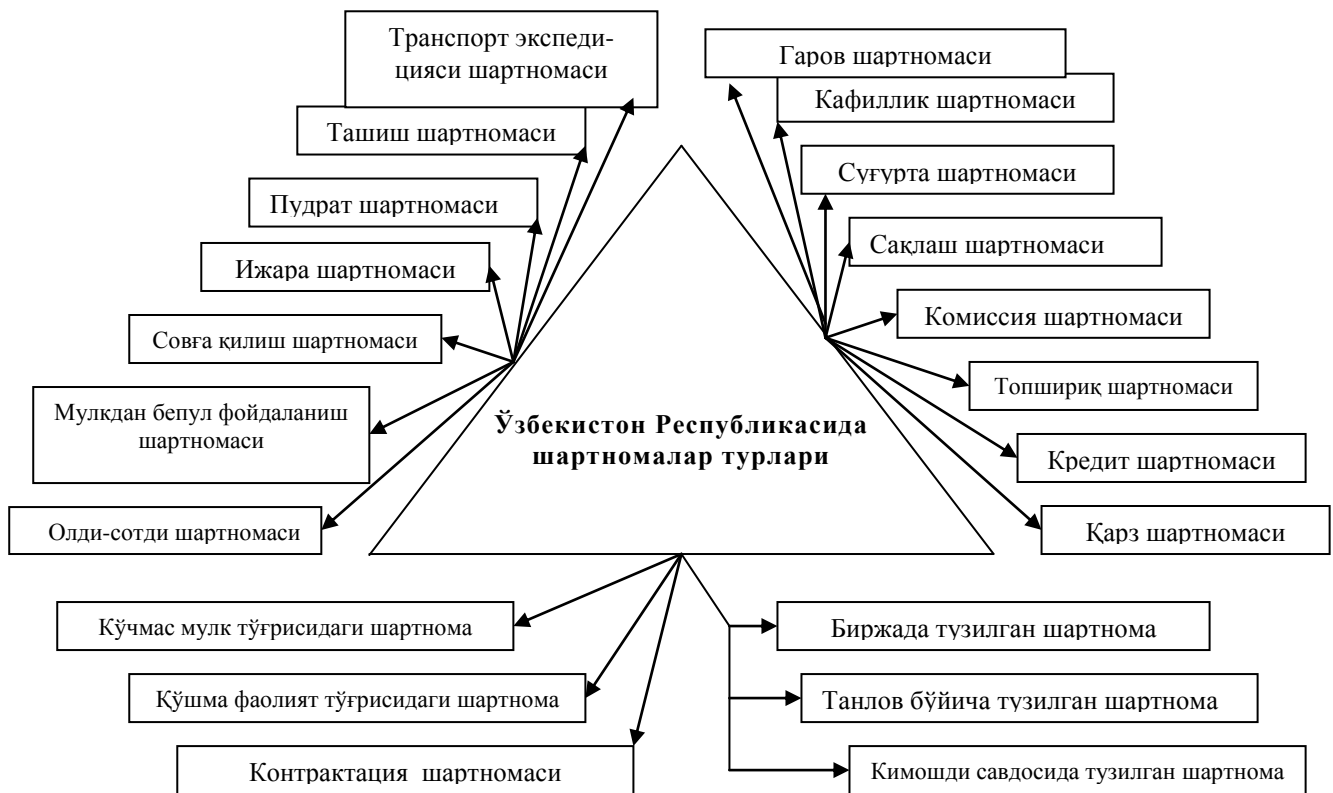 Транспорт экспеди-
цияси шартномаси
Гаров шартномаси
Кафиллик шартномаси
Ташиш шартномаси
Суғурта шартномаси
Пудрат шартномаси
Сақлаш шартномаси
Ижара шартномаси
Комиссия шартномаси
Совға қилиш шартномаси
Топшириқ шартномаси
Мулкдан бепул фойдаланиш
шартномаси
Ўзбекистон Республикасида
шартномалар турлари
Кредит шартномаси
Олди-сотди шартномаси
Қарз шартномаси
Кўчмас мулк тўғрисидаги шартнома
Биржада тузилган шартнома
Қўшма фаолият тўғрисидаги шартнома
Танлов бўйича тузилган шартнома
Контрактация шартномаси
Кимошди савдосида тузилган шартнома